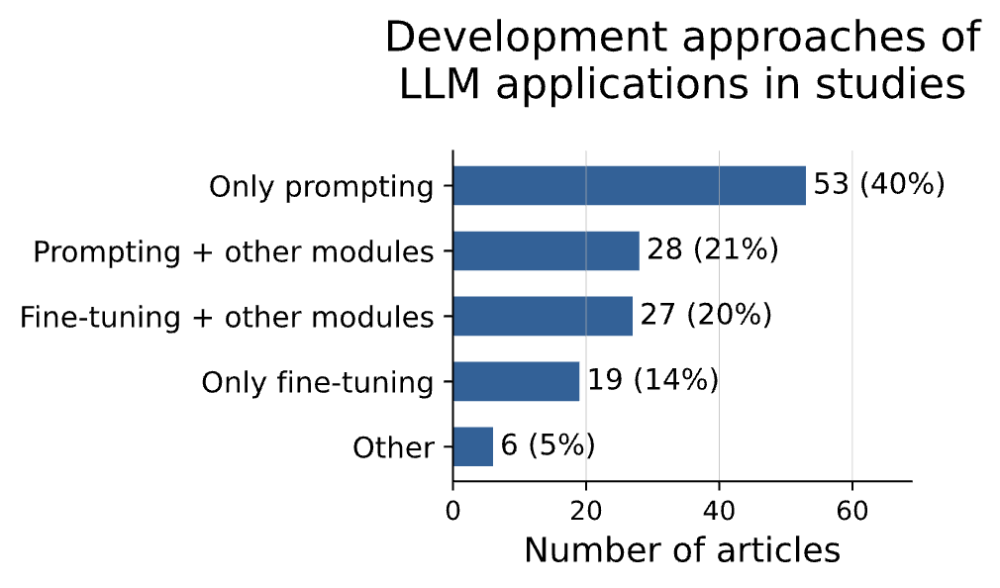 Development approaches of
LLM applications in studies
Only prompting 53 (40%)
Prompting + other modules 28 (21%)
Fine-tuning + other modules 27 (20%)
Only fine-tuning 19 (14%)
Other 6 (5%)
0 20 40 60
Number of articles